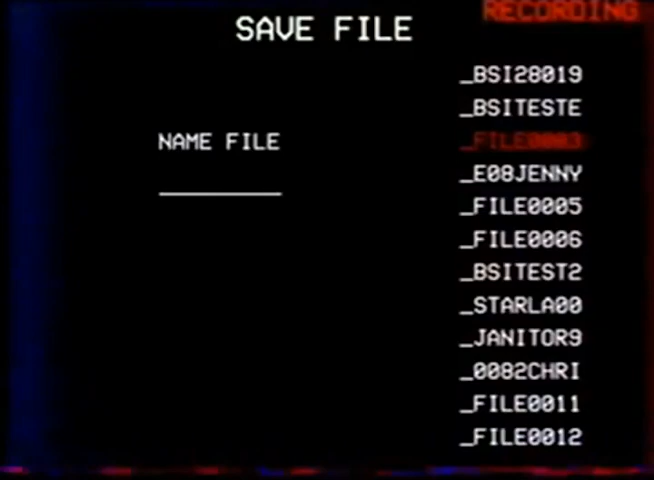 RECORDING
SAVE FILE
NAME FILE
_BSI28019
_BSITESTE
_FILE0003
_E08JENNY
_FILE0005
_FILE0006
_BSITEST2
_STARLA00
_JANITOR9
_0082CHRI
_FILE0011
_FILE0012